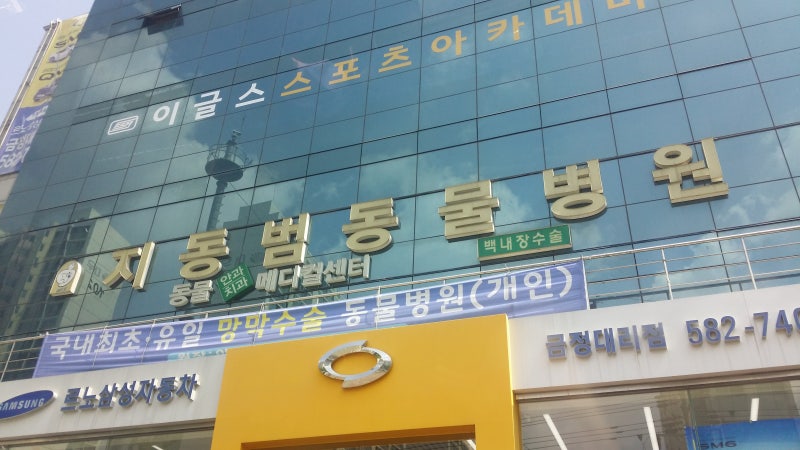 이글스 스포츠아카데미
지동범동물병원
백내장수술
동물 안과 치과 메디컬센터
국내최초·유일 망막수술 동물병원(개인)
SAMSUNG 르노삼성자동차
금정대리점 582-740
SM6